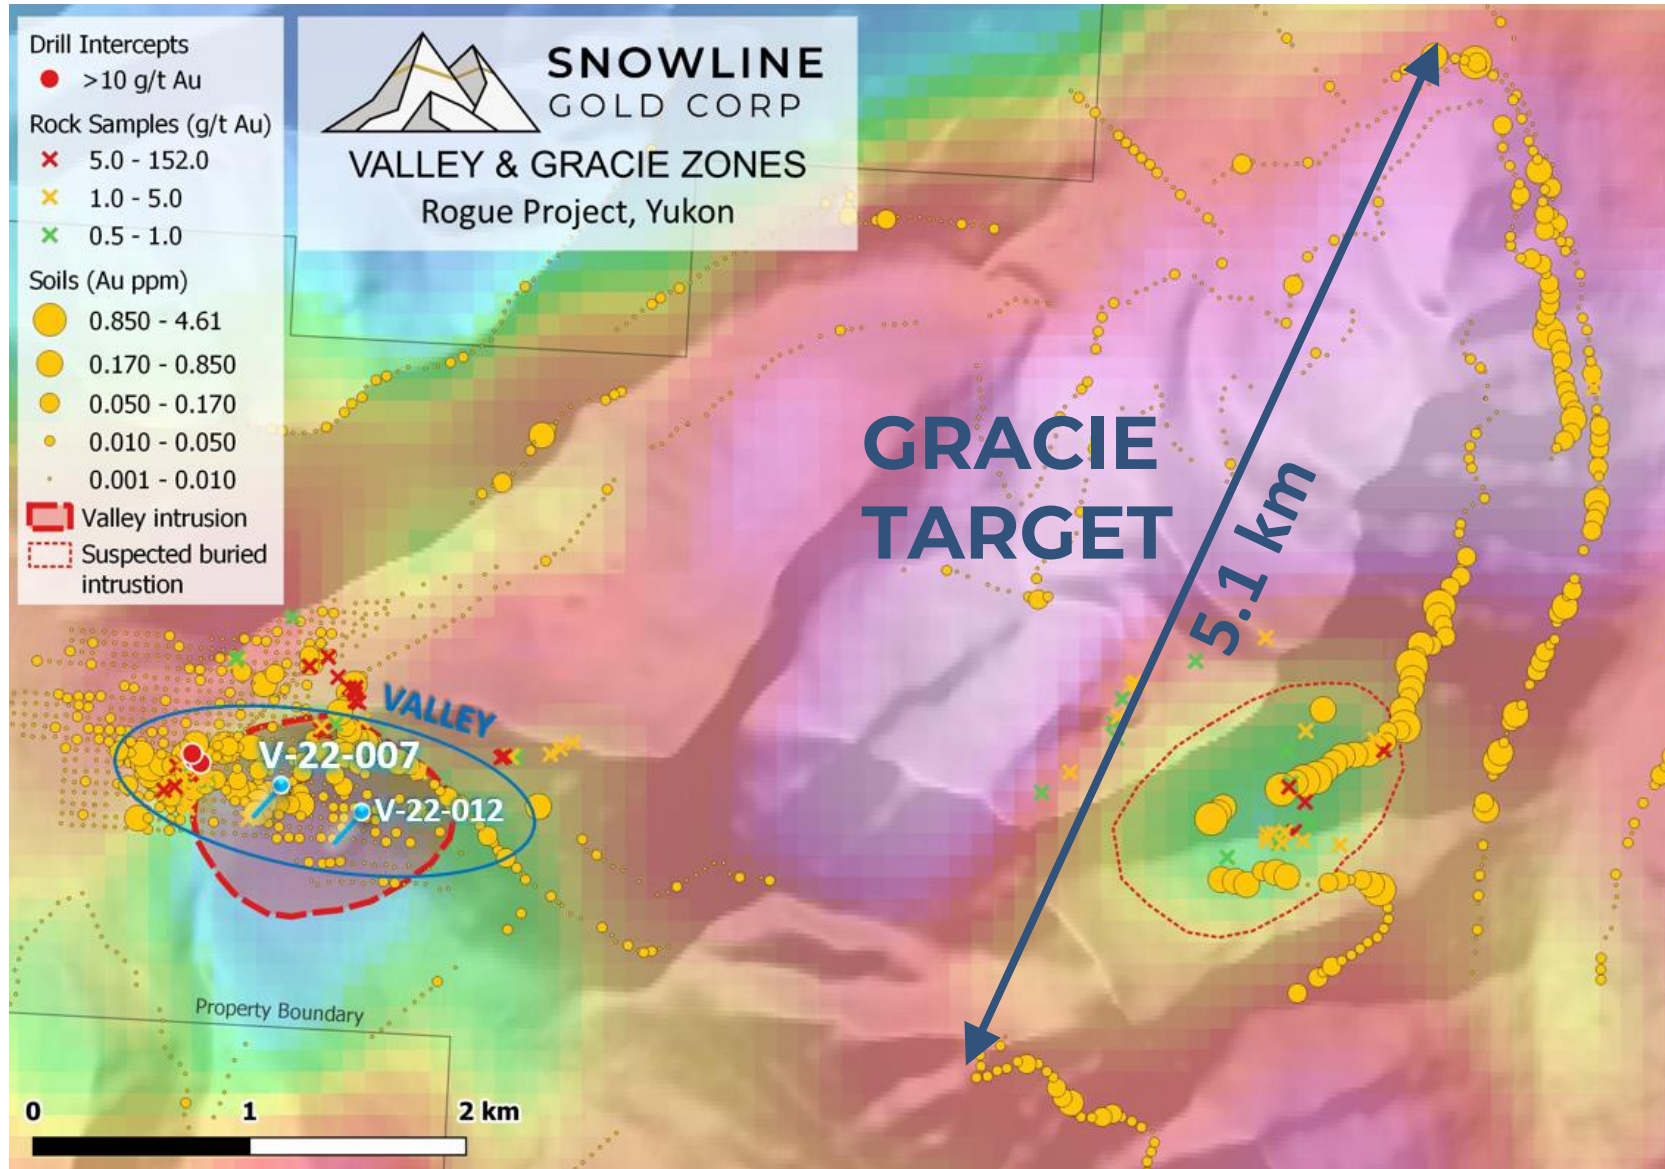 Drill Intercepts
>10 g/t Au
Rock Samples (g/t Au)
5.0 - 152.0
1.0 - 5.0
0.5 - 1.0
Soils (Au ppm)
0.850 - 4.61
0.170 - 0.850
0.050 - 0.170
0.010 - 0.050
0.001 - 0.010
Valley intrusion
Suspected buried
intrustion
SNOWLINE
GOLD CORP
VALLEY & GRACIE ZONES
Rogue Project, Yukon
GRACIE
TARGET
5.1 km
VALLEY
V-22-007
V-22-012
Property Boundary
0 1 2 km